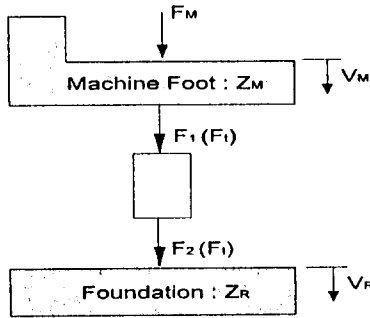 FM
Machine Foot : ZM
VM
F1 (Ft)
F2 (Ft)
Foundation : ZR
VR